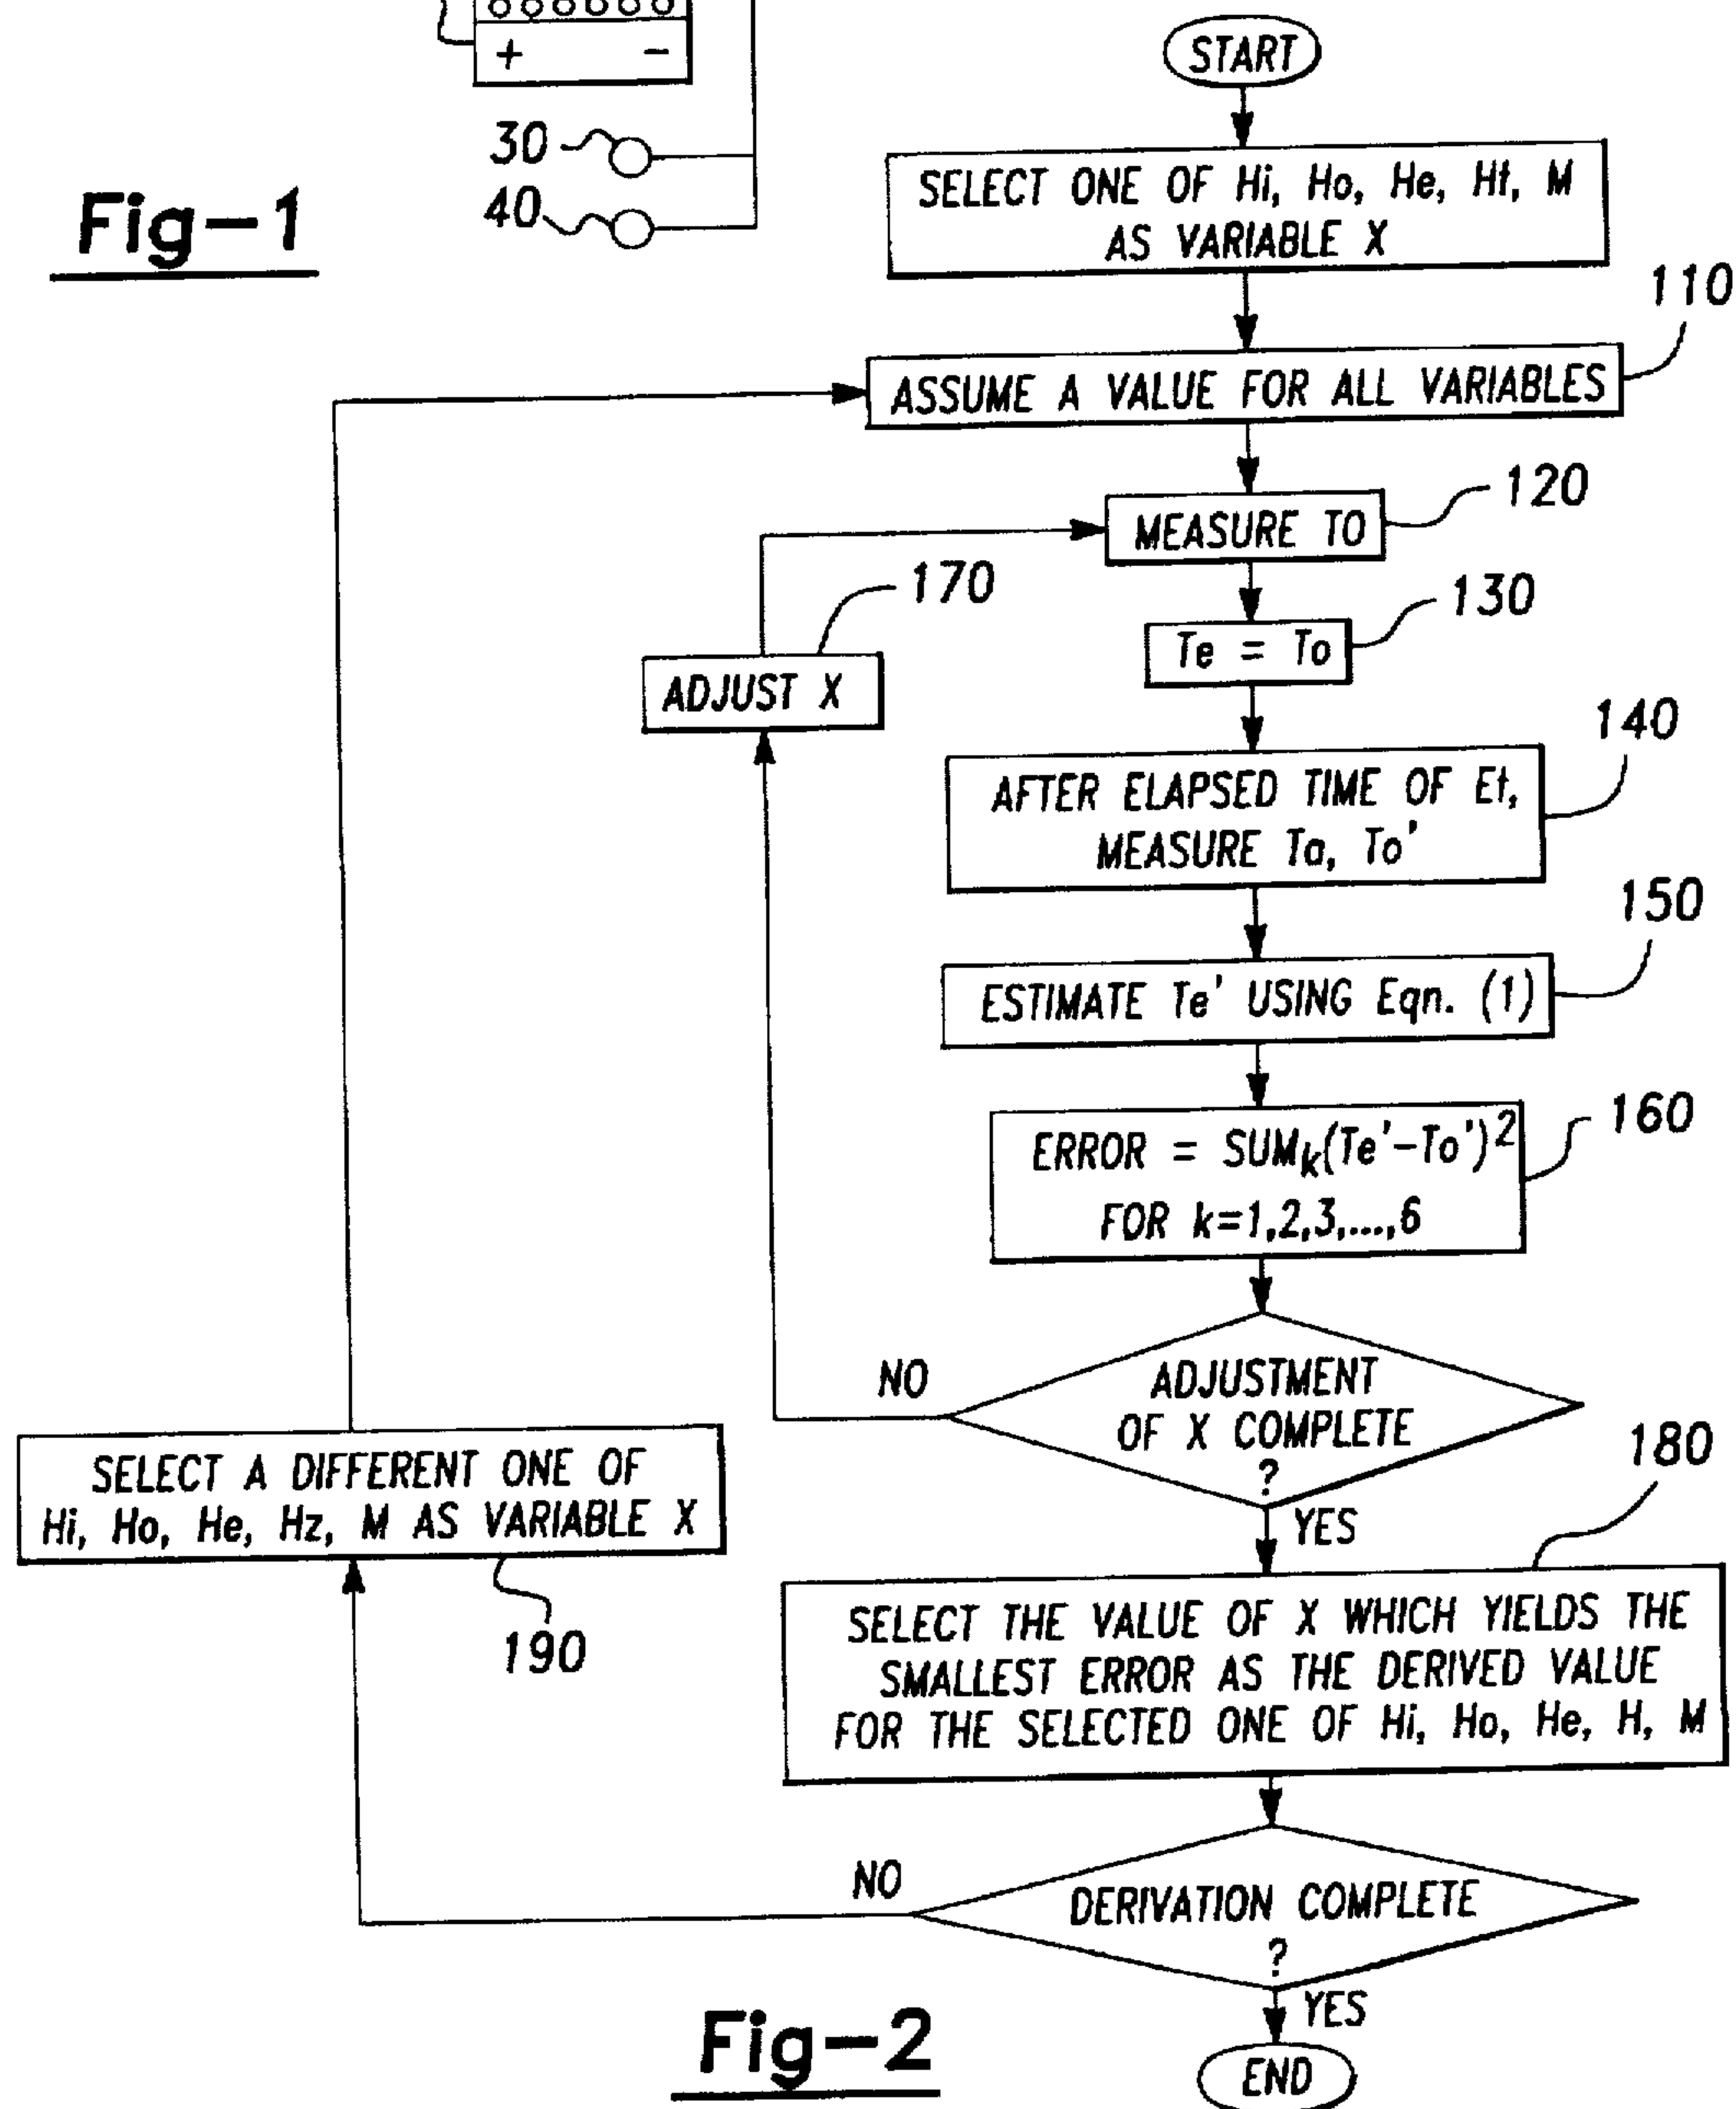 + -
30
40
Fig-1
START
SELECT ONE OF Hi, Ho, He, Ht, M
AS VARIABLE X
110
ASSUME A VALUE FOR ALL VARIABLES
120
MEASURE TO
130
Te = To
170
ADJUST X
140
AFTER ELAPSED TIME OF Et,
MEASURE Ta, To'
150
ESTIMATE Te' USING Eqn. (1)
160
ERROR = SUMk(Te'-To')2
FOR k=1,2,3,...,6
NO
ADJUSTMENT
OF X COMPLETE
?
YES
180
SELECT THE VALUE OF X WHICH YIELDS THE
SMALLEST ERROR AS THE DERIVED VALUE
FOR THE SELECTED ONE OF Hi, Ho, He, H, M
SELECT A DIFFERENT ONE OF
Hi, Ho, He, Hz, M AS VARIABLE X
190
NO
DERIVATION COMPLETE
?
YES
END
Fig-2